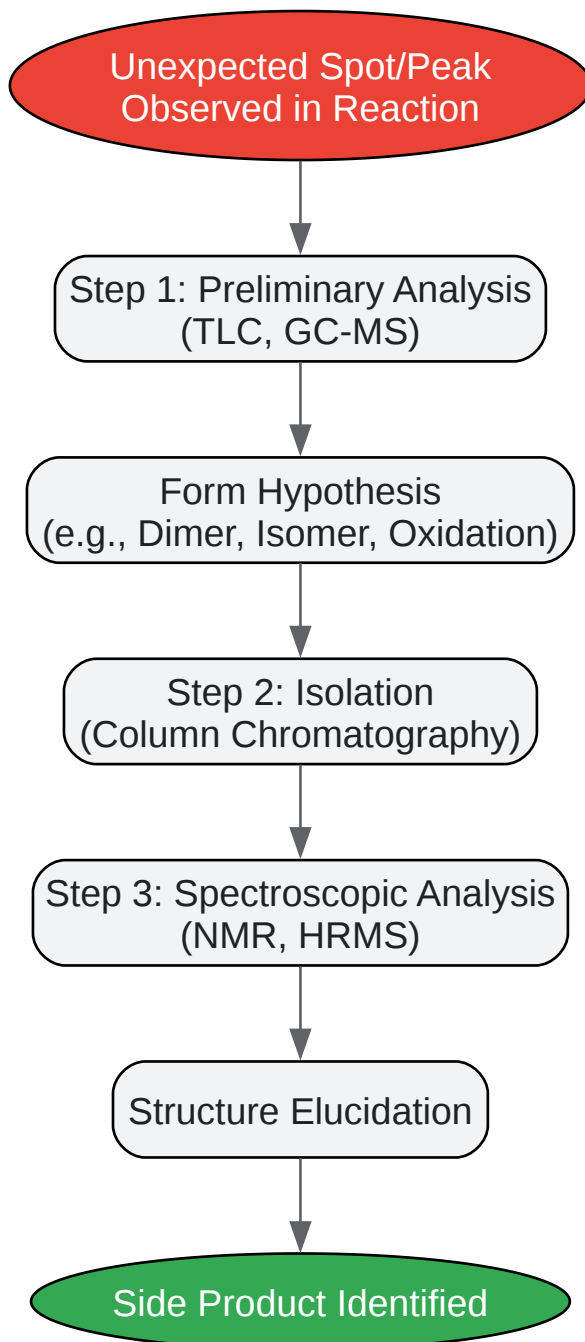 Unexpected Spot/Peak
Observed in Reaction
Step 1: Preliminary Analysis
(TLC, GC-MS)
Form Hypothesis
(e.g., Dimer, Isomer, Oxidation)
Step 2: Isolation
(Column Chromatography)
Step 3: Spectroscopic Analysis
(NMR, HRMS)
Structure Elucidation
Side Product Identified